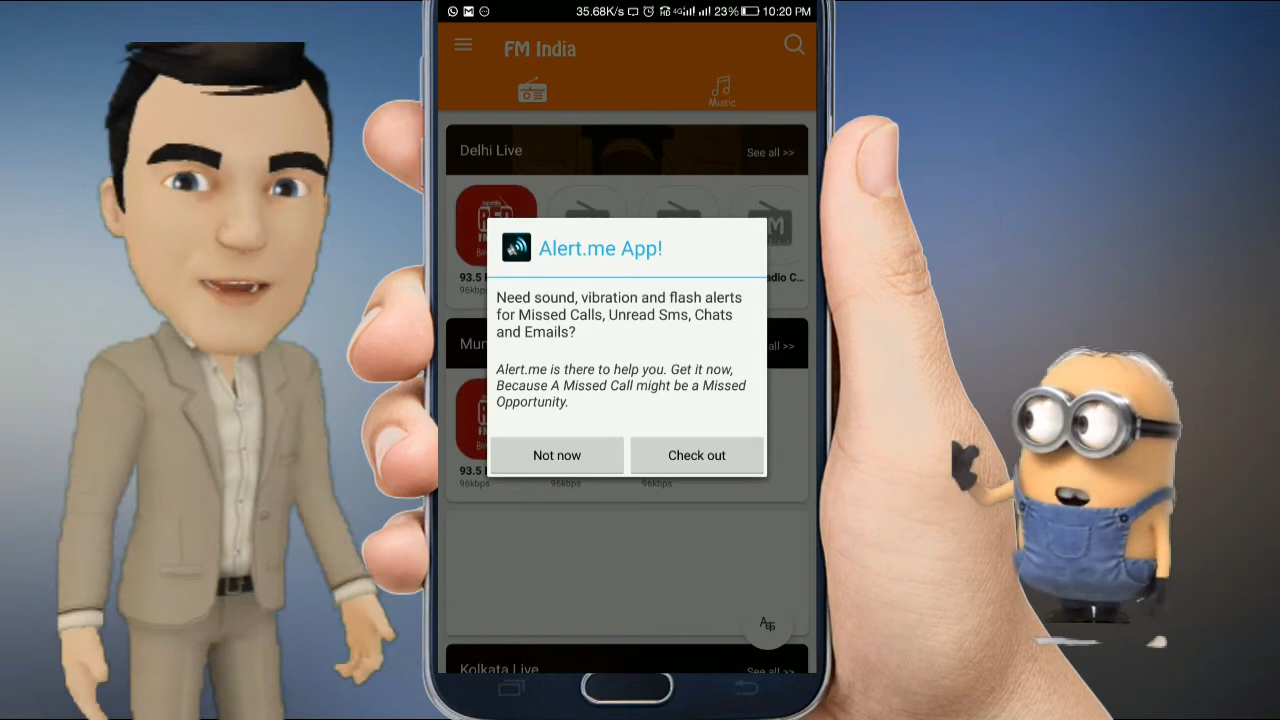 35.68K/s 4G 23% 10:20 PM
FM India
Music
Delhi Live
See all >>
93.5
96kbps
Alert.me App!
Need sound, vibration and flash alerts
for Missed Calls, Unread Sms, Chats
and Emails?
Alert.me is there to help you. Get it now,
Because A Missed Call might be a Missed
Opportunity.
Not now
Check out
93.5
96kbps
96kbps
96kbps
Kolkata Live
See all >>